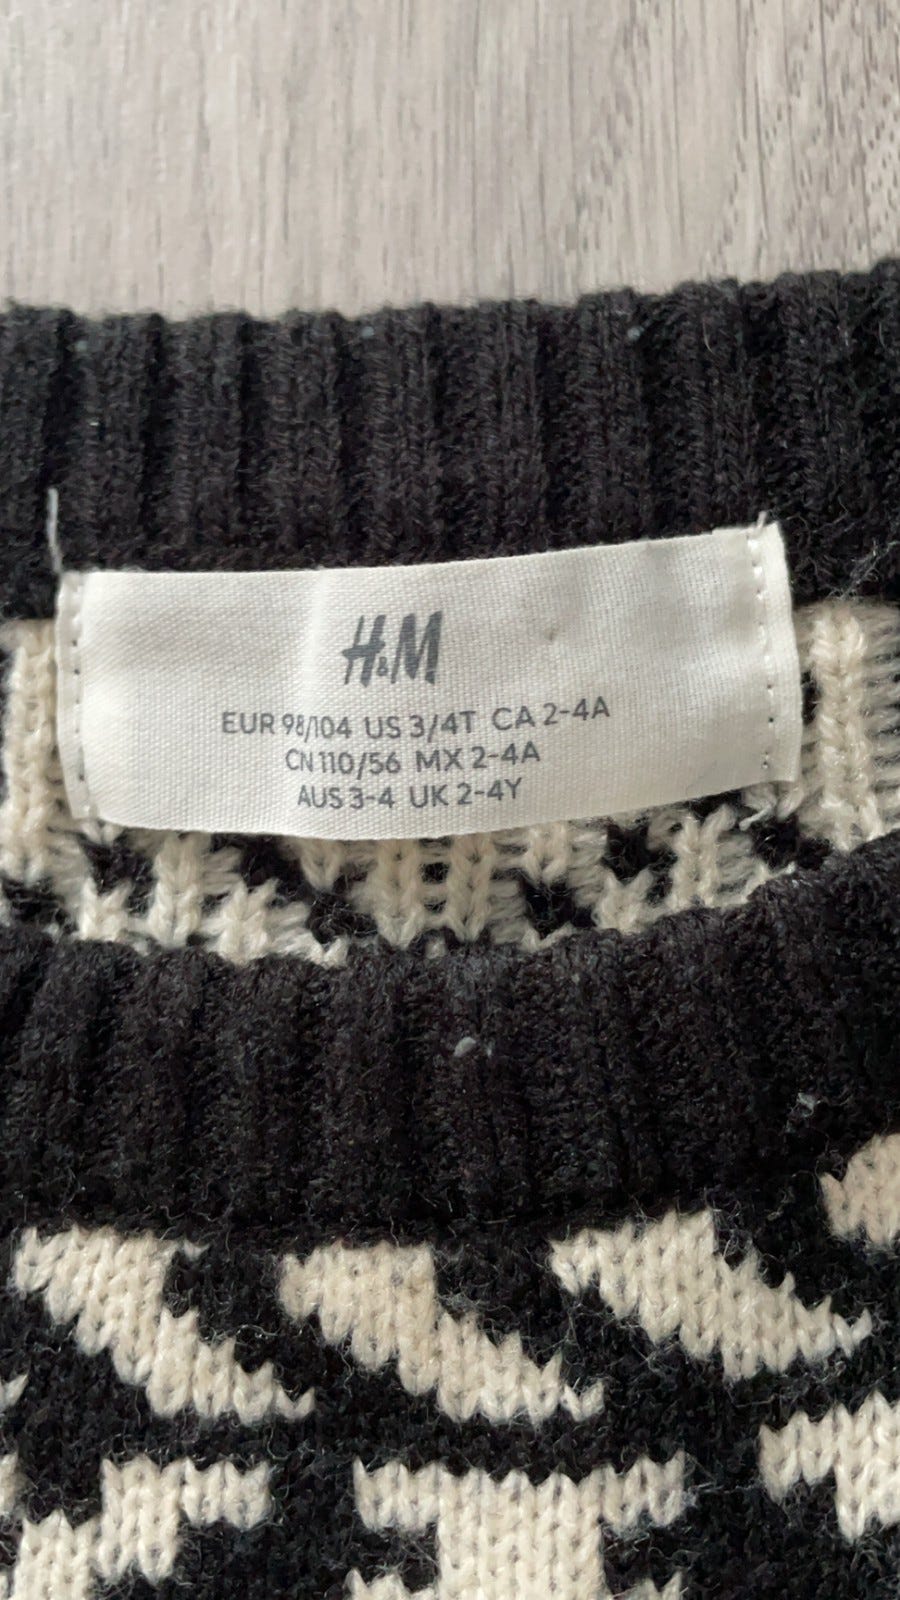 H&M
EUR 98/104 US 3/4T CA 2-4A
CN 110/56 MX 2-4A
AUS 3-4 UK 2-4Y